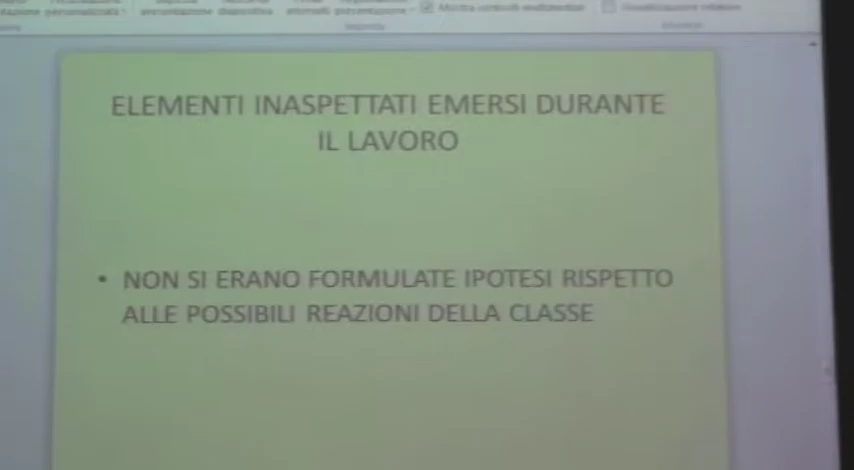 ELEMENTI INASPETTATI EMERSI DURANTE
IL LAVORO
• NON SI ERANO FORMULATE IPOTESI RISPETTO
ALLE POSSIBILI REAZIONI DELLA CLASSE